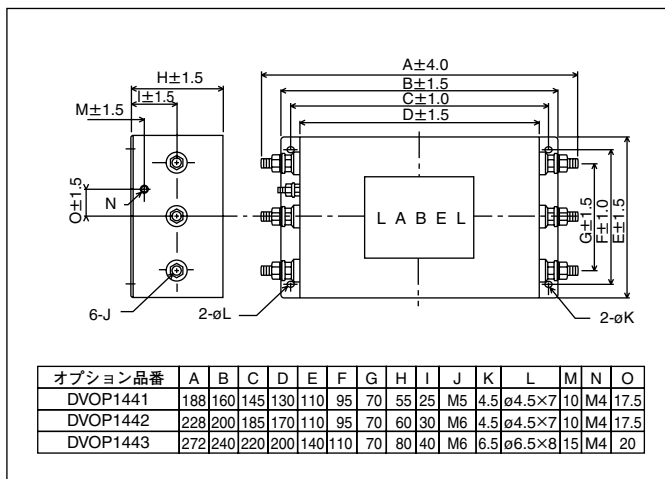 A±4.0
B±1.5
C±1.0
D±1.5
H±1.5
I±1.5
M±1.5
O±1.5
N
6-J
LABEL
G±1.5
F±1.0
E±1.5
2-øL
2-øK
オプション品番 A B C D E F G H I J K L M N O
DVOP1441 188 160 145 130 110 95 70 55 25 M5 4.5 ø4.5×7 10 M4 17.5
DVOP1442 228 200 185 170 110 95 70 60 30 M6 4.5 ø4.5×7 10 M4 17.5
DVOP1443 272 240 220 200 140 110 70 80 40 M6 6.5 ø6.5×8 15 M4 20